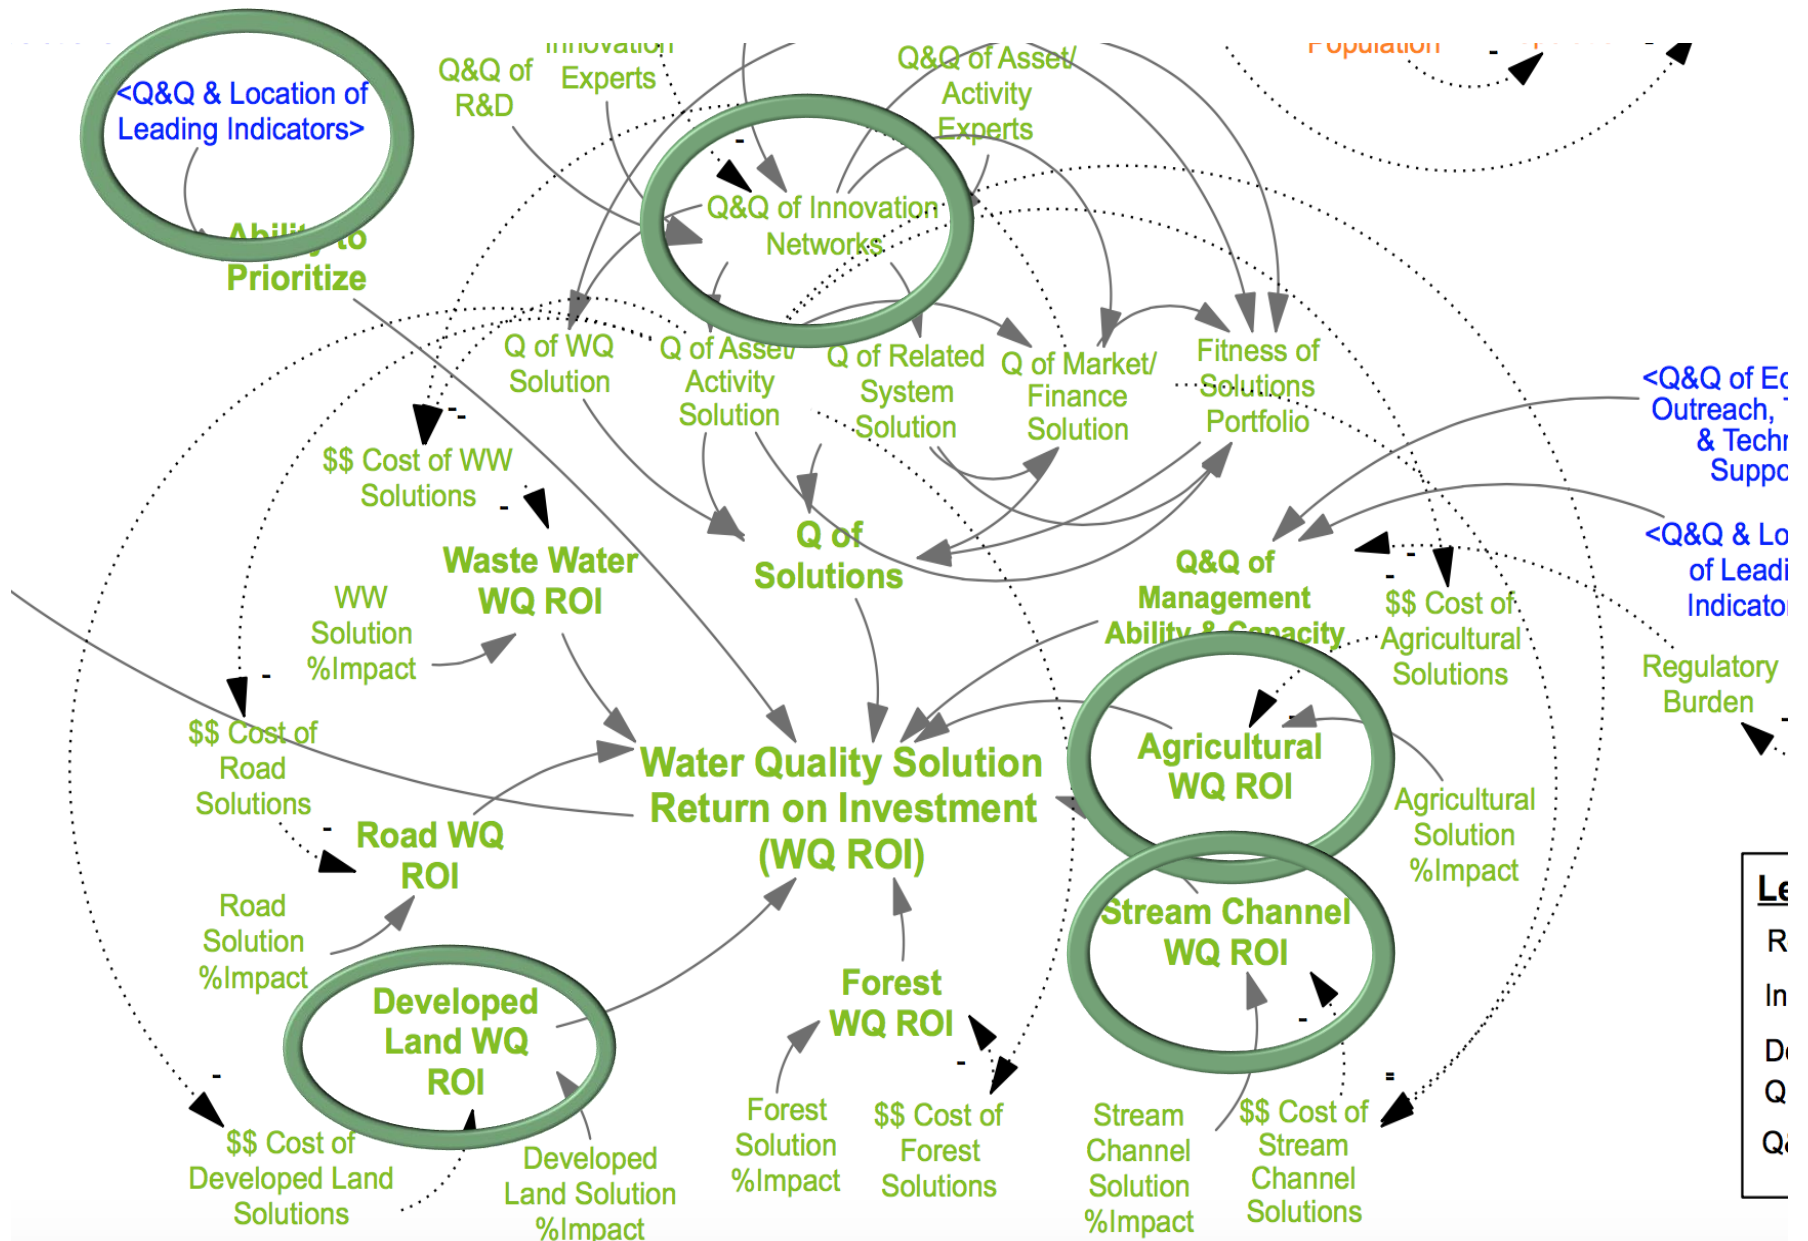 Innovation
Experts
Population
Q&Q of
R&D
Q&Q of Asset/
Activity
Experts
<Q&Q & Location of
Leading Indicators>
Ability to
Prioritize
-
Q&Q of Innovation
Networks
Q of WQ
Solution
Q of Asset/
Activity
Solution
Q of Related
System
Solution
Q of Market/
Finance
Solution
Fitness of
Solutions
Portfolio
<Q&Q of
Outreach,
&
$$ Cost of WW
Solutions
Q of
Solutions
Waste Water
WQ ROI
WW
Solution
%Impact
Q&Q of
Management
Ability & Capacity
$$ Cost of
Agricultural
Solutions
<Q&Q &
of
Regulatory
Burden
$$ Cost of
Road
Solutions
Water Quality Solution
Return on Investment
(WQ ROI)
Agricultural
WQ ROI
Agricultural
Solution
%Impact
Road WQ
ROI
Road
Solution
%Impact
Stream Channel
WQ ROI
Developed
Land WQ
ROI
Forest
WQ ROI
$$ Cost of
Developed Land
Solutions
Developed
Land Solution
%Impact
Forest
Solution
%Impact
$$ Cost of
Forest
Solutions
Stream
Channel
Solution
%Impact
$$ Cost of
Stream
Channel
Solutions